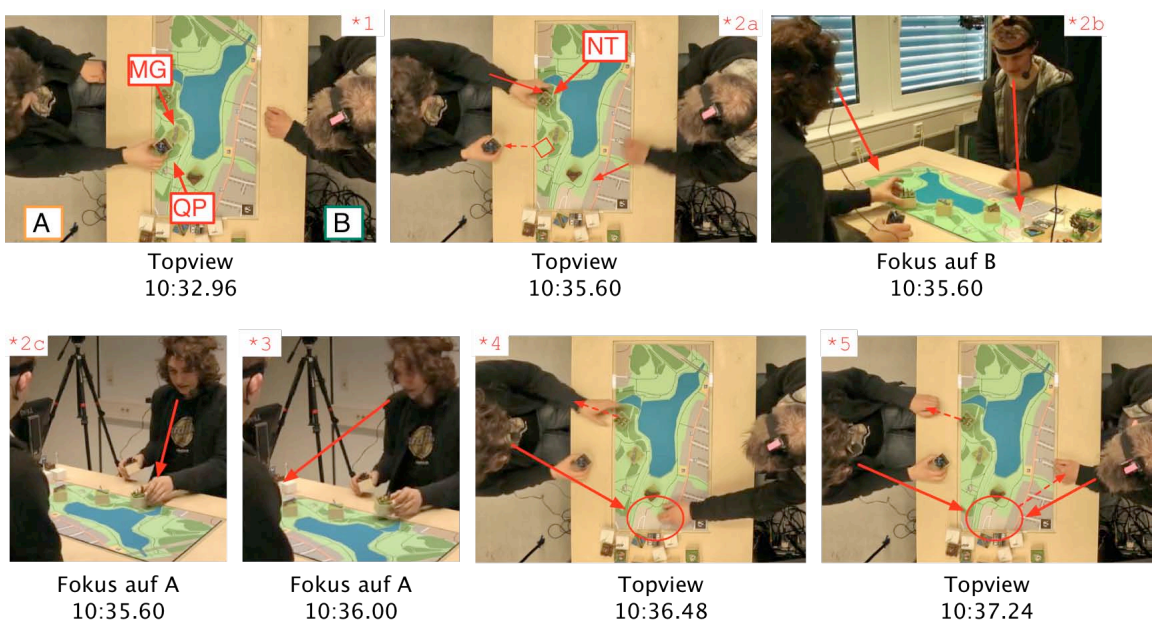 *1
MG
QP
A
B
Topview
10:32.96
*2a
NT
Topview
10:35.60
*2b
Fokus auf B
10:35.60
*2c
Fokus auf A
10:35.60
*3
Fokus auf A
10:36.00
*4
Topview
10:36.48
*5
Topview
10:37.24